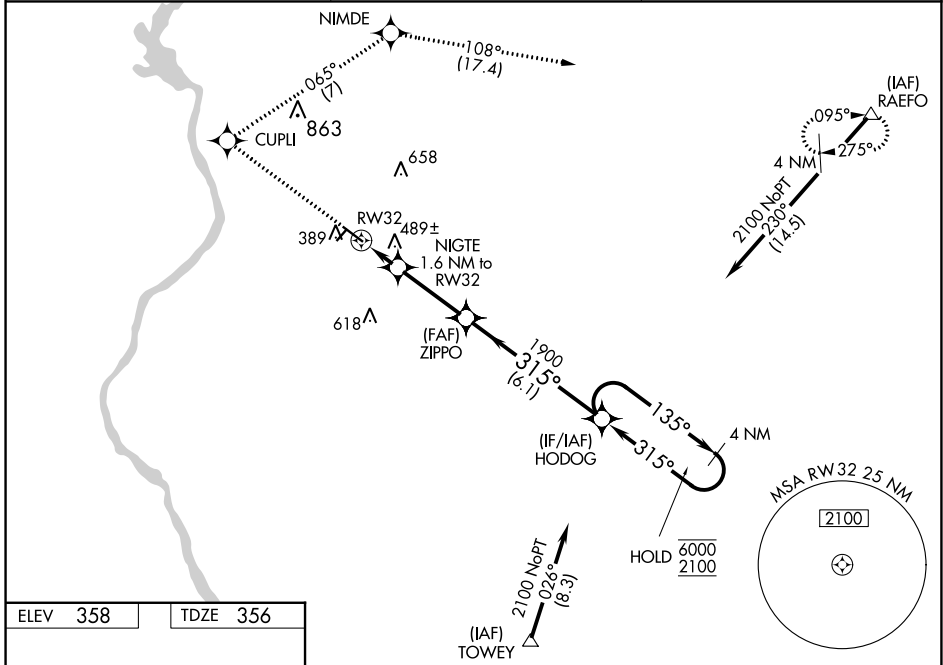 NIMDE
108°
(17.4)
065°
(7)
863
CUPLI
658
(IAF)
RAEFO
095°
275°
4 NM
2100 NoPT
230°
(14.5)
RW32
389
489±
NIGTE
1.6 NM to
RW32
618
(FAF)
ZIPPO
1900
315°
(6.1)
(IF/IAF)
HODOG
135°
315°
4 NM
HOLD 6000
2100
MSA RW32 25 NM
2100
2100 NoPT
026°
(8.3)
(IAF)
TOWEY
ELEV 358
TDZE 356